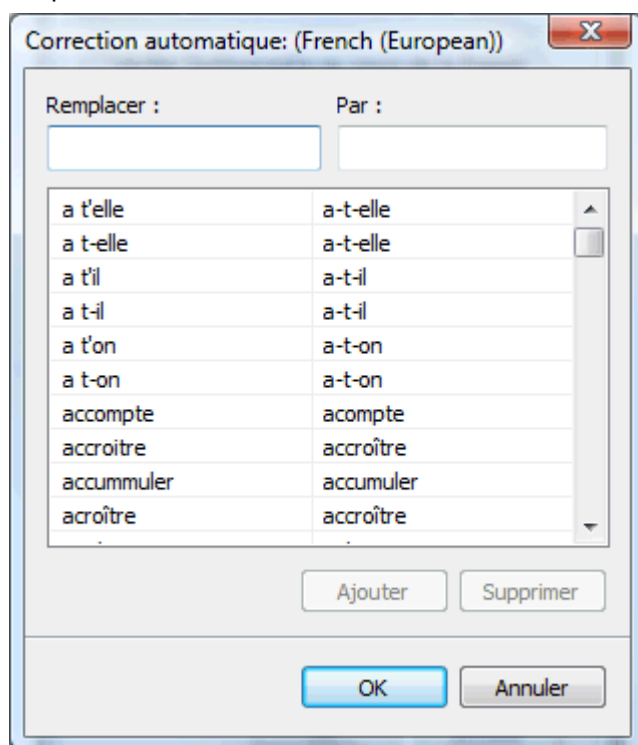 Correction automatique: (French (European))
Remplacer : Par :
a t'elle a-t-elle
a t-elle a-t-elle
a t'il a-t-il
a t-il a-t-il
a t'on a-t-on
a t-on a-t-on
accompte acompte
accroitre accroître
accummuler accumuler
acroître accroître
Ajouter Supprimer
OK Annuler